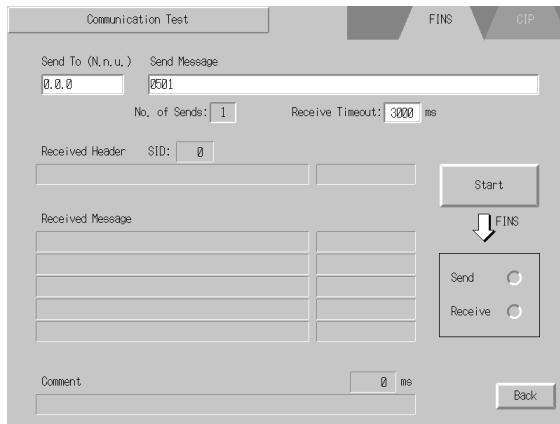 Communication Test FINS CIP
Send To (N.n.u.) Send Message
0.0.0 0501
No. of Sends: 1 Receive Timeout: 3000 ms
Received Header SID: 0
Start
Received Message FINS
Send
Receive
Comment 0 ms
Back